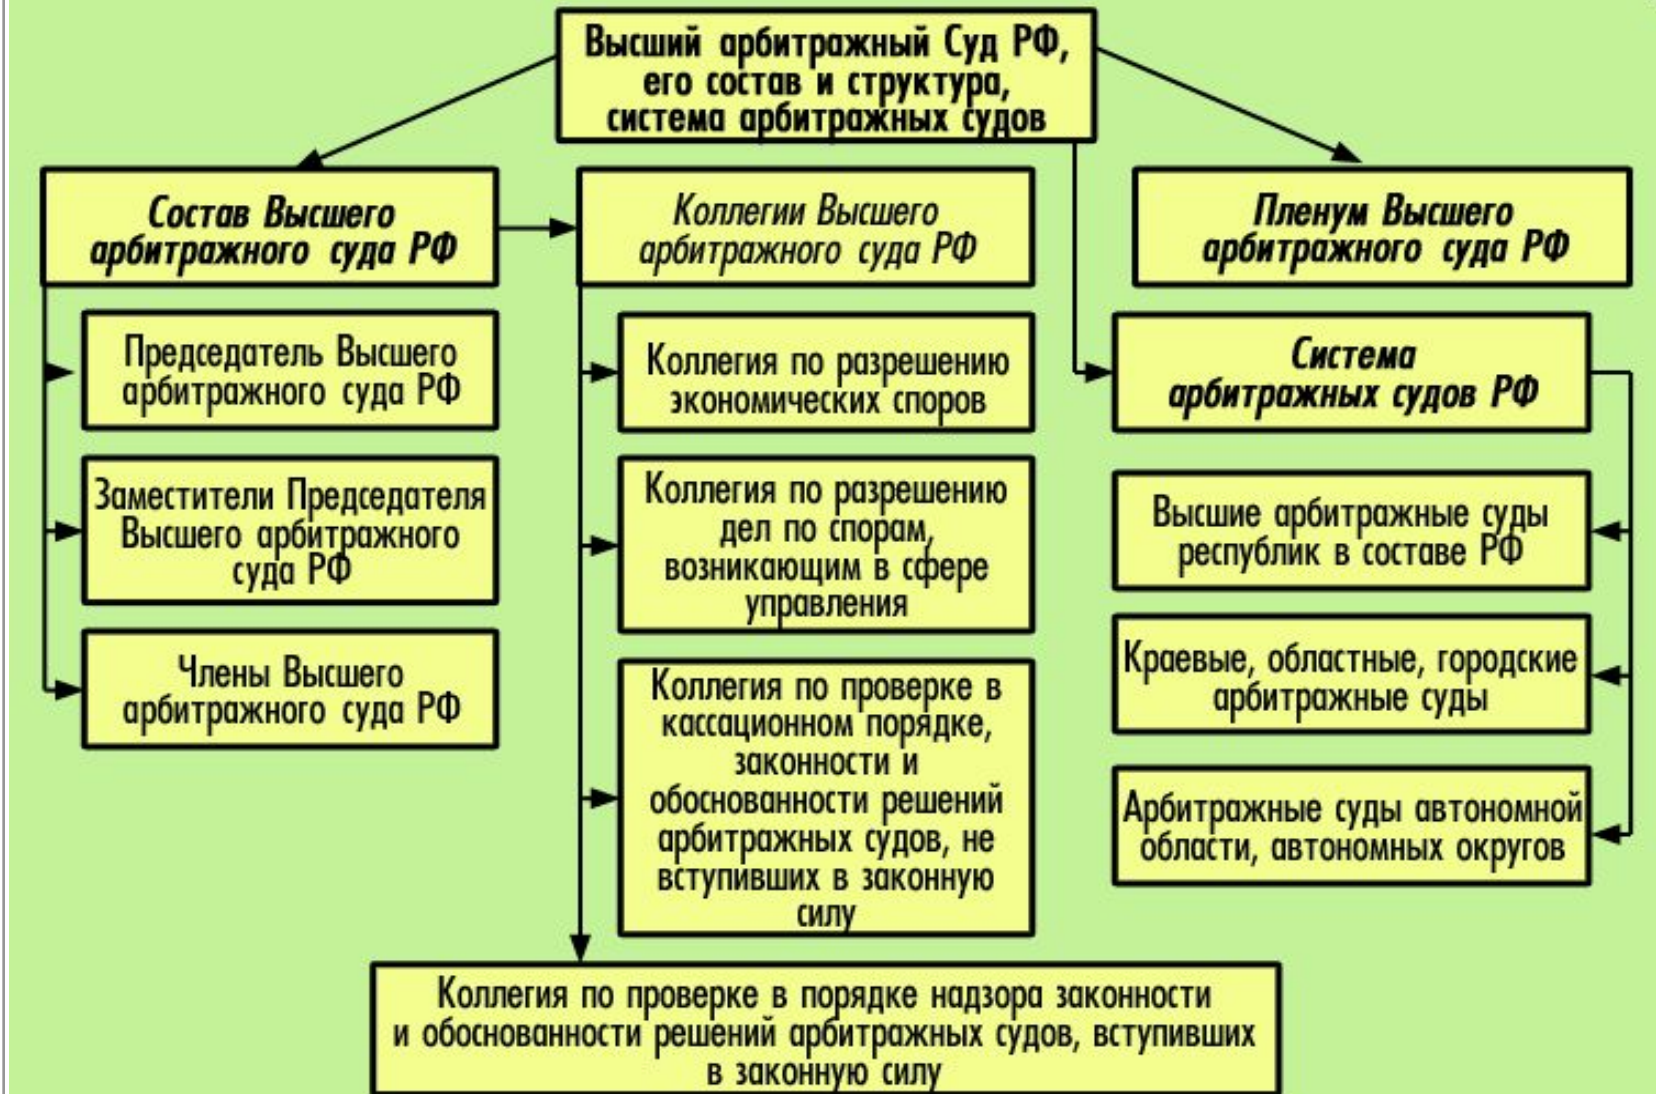 Высший арбитражный Суд РФ,
его состав и структура,
система арбитражных судов
Состав Высшего
арбитражного суда РФ
Председатель Высшего
арбитражного суда РФ
Заместители Председателя
Высшего арбитражного
суда РФ
Члены Высшего
арбитражного суда РФ
Коллегии Высшего
арбитражного суда РФ
Коллегия по разрешению
экономических споров
Коллегия по разрешению
дел по спорам,
возникающим в сфере
управления
Коллегия по проверке в
кассационном порядке,
законности и
обоснованности решений
арбитражных судов, не
вступивших в законную
силу
Коллегия по проверке в порядке надзора законности
и обоснованности решений арбитражных судов, вступивших
в законную силу
Пленум Высшего
арбитражного суда РФ
Система
арбитражных судов РФ
Высшие арбитражные суды
республик в составе РФ
Краевые, областные, городские
арбитражные суды
Арбитражные суды автономной
области, автономных округов